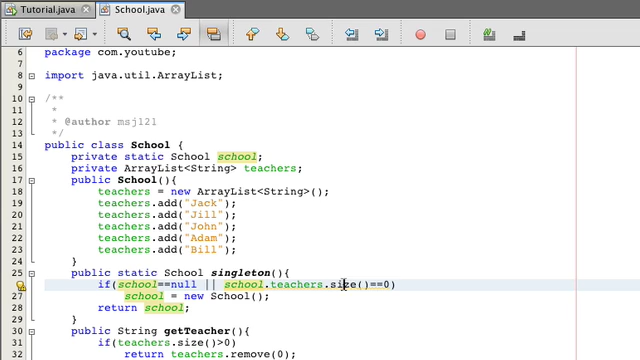 Tutorial.java School.java
6 package com.youtube;
8 import java.util.ArrayList;
10 /**
11 *
12 * @author msj121
13 */
14 public class School {
15 private static School school;
16 private ArrayList<String> teachers;
17 public School(){
18 teachers = new ArrayList<String>();
19 teachers.add("Jack");
20 teachers.add("Jill");
21 teachers.add("John");
22 teachers.add("Adam");
23 teachers.add("Bill");
24 }
25 public static School singleton(){
if(school==null || school.teachers.size()==0)
27 school = new School();
28 return school;
29 }
30 public String getTeacher(){
31 if(teachers.size()>0)
32 return teachers.remove(0);